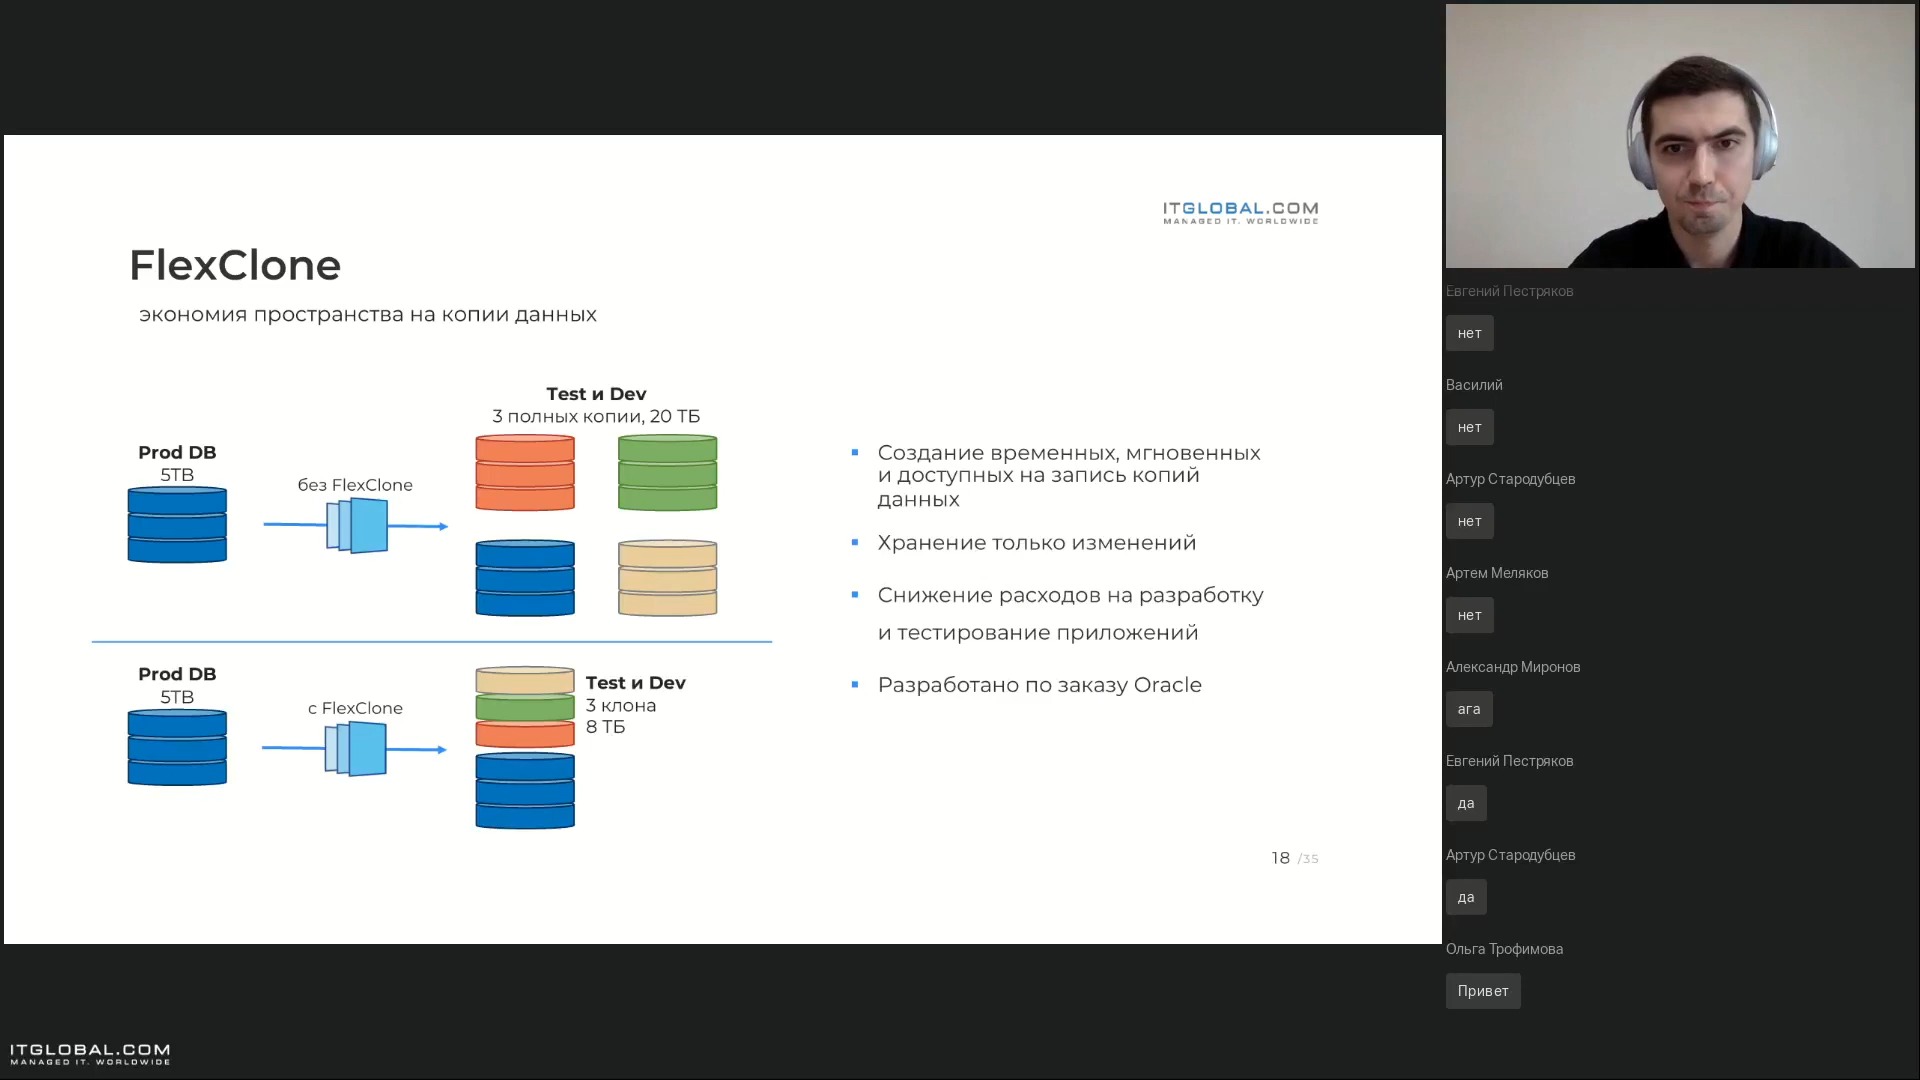 ITGLOBAL.COM
MANAGED IT. WORLDWIDE
FlexClone
экономия пространства на копии данных
Test и Dev
3 полных копии, 20 ТБ
Prod DB
5TB
без FlexClone
Prod DB
5TB
с FlexClone
Test и Dev
3 клона
8 ТБ
Создание временных, мгновенных
и доступных на запись копий
данных
Хранение только изменений
Снижение расходов на разработку
и тестирование приложений
Разработано по заказу Oracle
18 /35
Евгений Пестряков
нет
Василий
нет
Артур Стародубцев
нет
Артем Меляков
нет
Александр Миронов
ага
Евгений Пестряков
да
Артур Стародубцев
да
Ольга Трофимова
Привет
ITGLOBAL.COM
MANAGED IT. WORLDWIDE